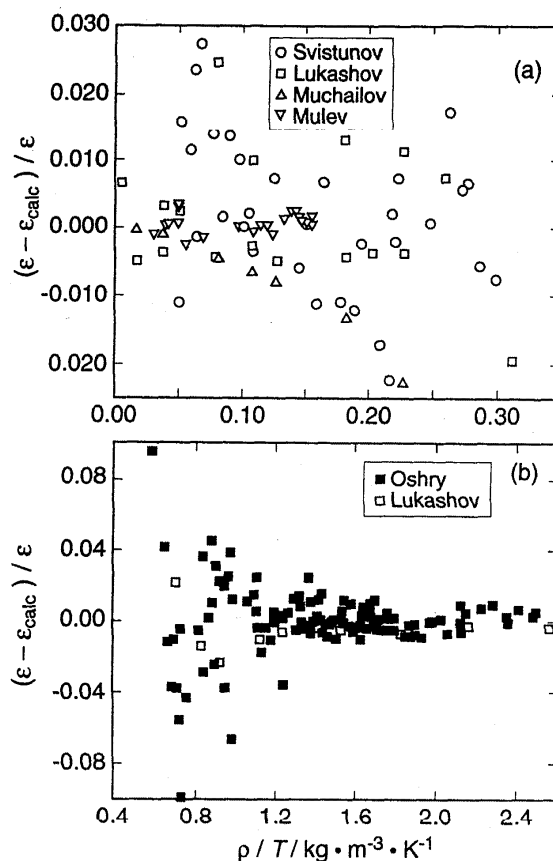 0.030
(a)
Svistunov
Lukashov
Muchailov
Mulev
0.020
0.010
0.000
-0.010
0.020
(ε − εcalc) / ε
0.00
0.10
0.20
0.30
(b)
Oshry
Lukashov
0.08
0.04
0.00
-0.04
-0.08
(ε − εcalc) / ε
0.4
0.8
1.2
1.6
2.0
2.4
ρ / T / kg • m-3 • K-1